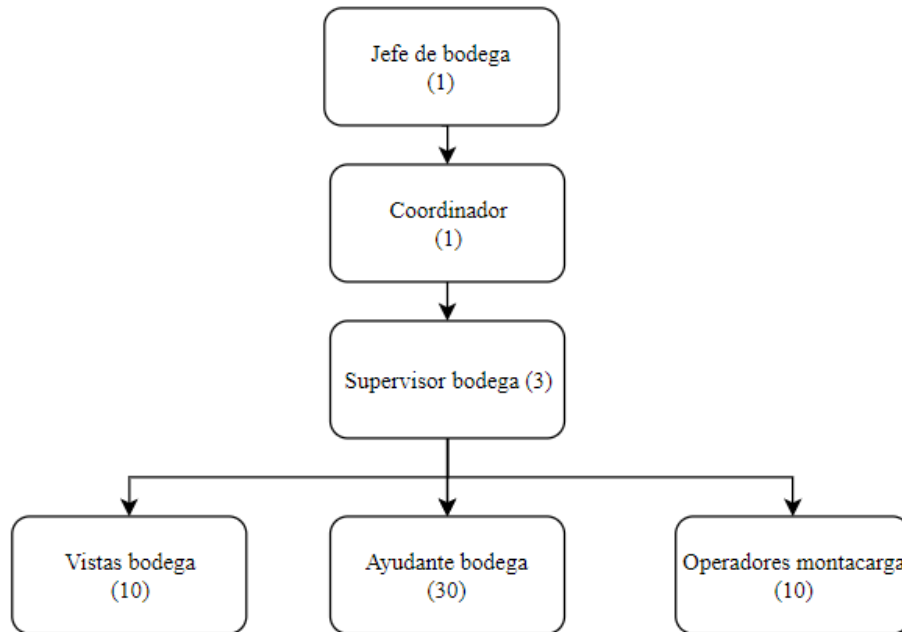 Jefe de bodega
(1)
Coordinador
(1)
Supervisor bodega (3)
Vistas bodega
(10)
Ayudante bodega
(30)
Operadores montacarga
(10)